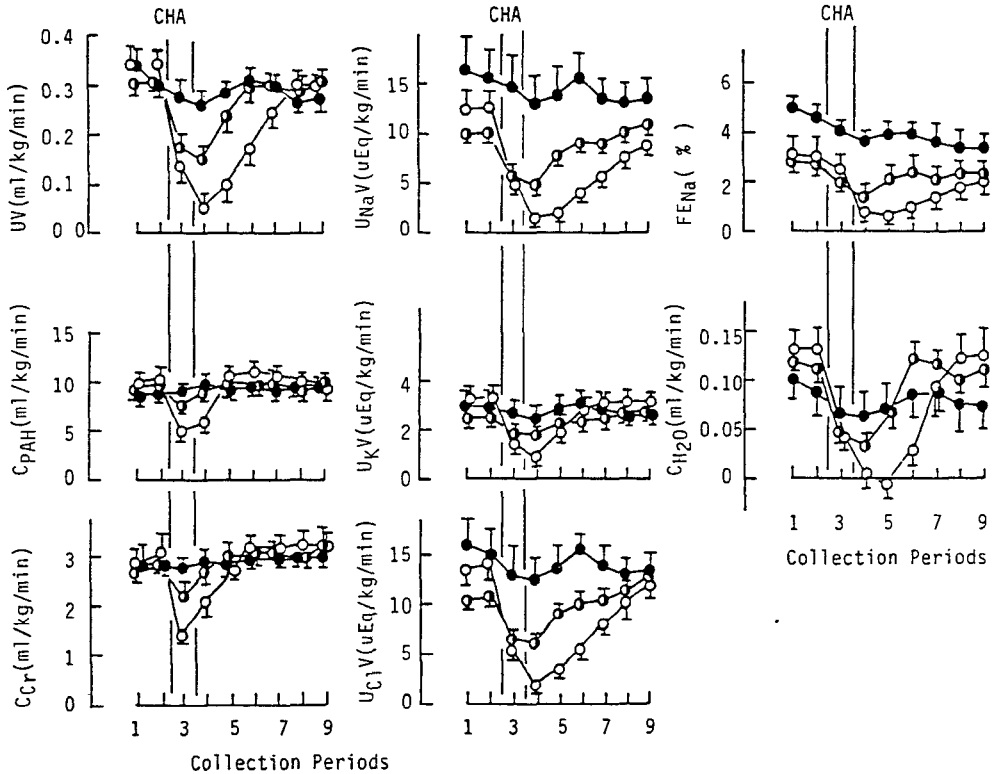 CHA
CHA
CHA
UV(ml/kg/min)
0.4
0.3
0.2
0.1
0 0
UNaV(uEq/kg/min)
15
10
5
0
FENa( % )
6
4
2
0
CPAH(ml/kg/min)
15
10
5
0
UKV(uEq/kg/min)
4
2
0
CH2O(ml/kg/min)
0.15
0.10
0.05
0
1 3 5 7 9
Collection Periods
CCr(ml/kg/min)
3
2
1
0
1 3 5 7 9
Collection Periods
UClV(uEq/kg/min)
15
10
5
0
1 3 5 7 9